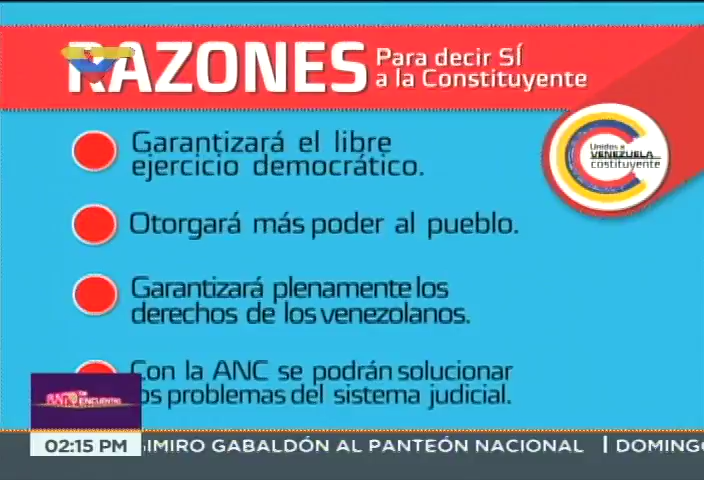 RAZONES
Para decir SÍ
a la Constituyente
Garantizará el libre
ejercicio democrático.
Unidos a
VENEZUELA
costituyente
Otorgará más poder al pueblo.
Garantizará plenamente los
derechos de los venezolanos.
Con la ANC se podrán solucionar
os problemas del sistema judicial.
02:15 PM
SIMIRO GABALDÓN AL PANTEÓN NACIONAL | DOMINGO